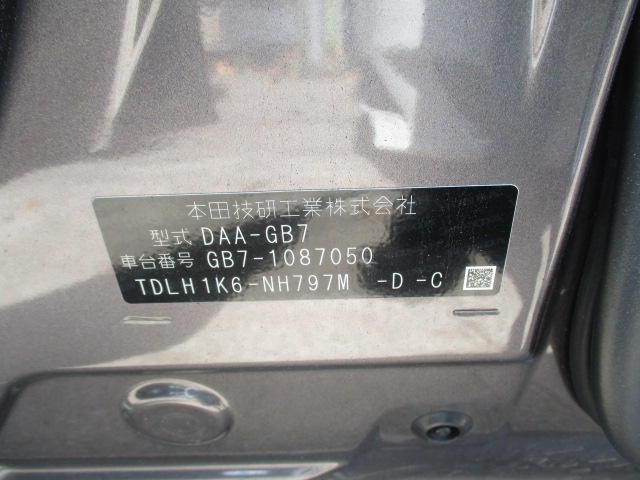 本田技研工業株式会社
型式 DAA-GB7
車台番号 GB7-1087050
TDLH1K6-NH797M -D -C